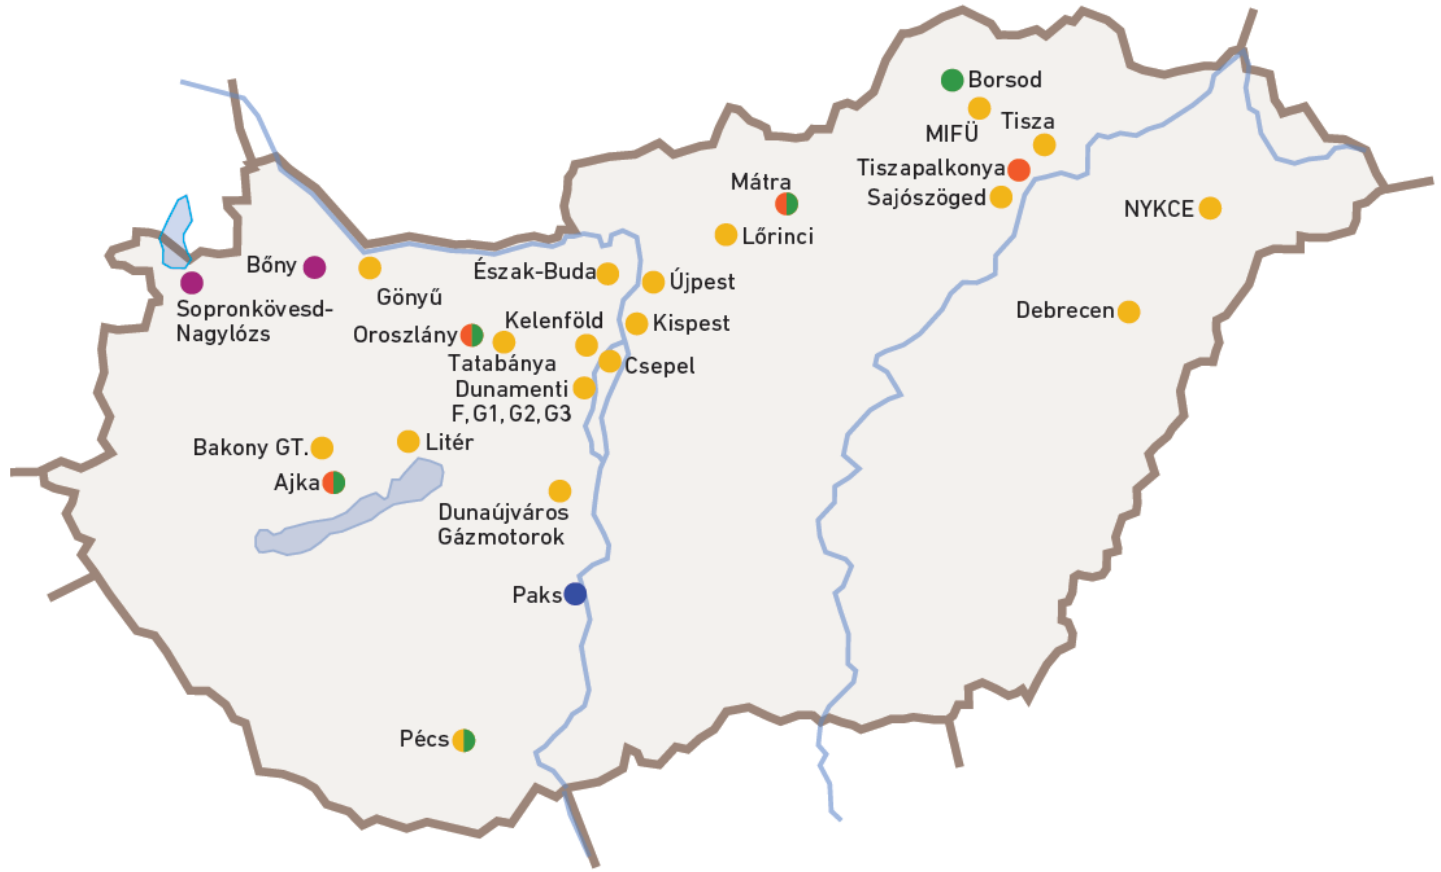 Borsod
MIFÜ
Tisza
Tiszapalkonya
Mátra
Sajószöged
NYKCE
Lőrinci
Bőny
Észak-Buda
Újpest
Gönyű
Sopronkövesd-
Nagylózs
Debrecen
Kelenföld
Kispest
Oroszlány
Tatabánya
Csepel
Dunamenti
F, G1, G2, G3
Bakony GT.
Litér
Ajka
Dunaújváros
Gázmotorok
Paks
Pécs